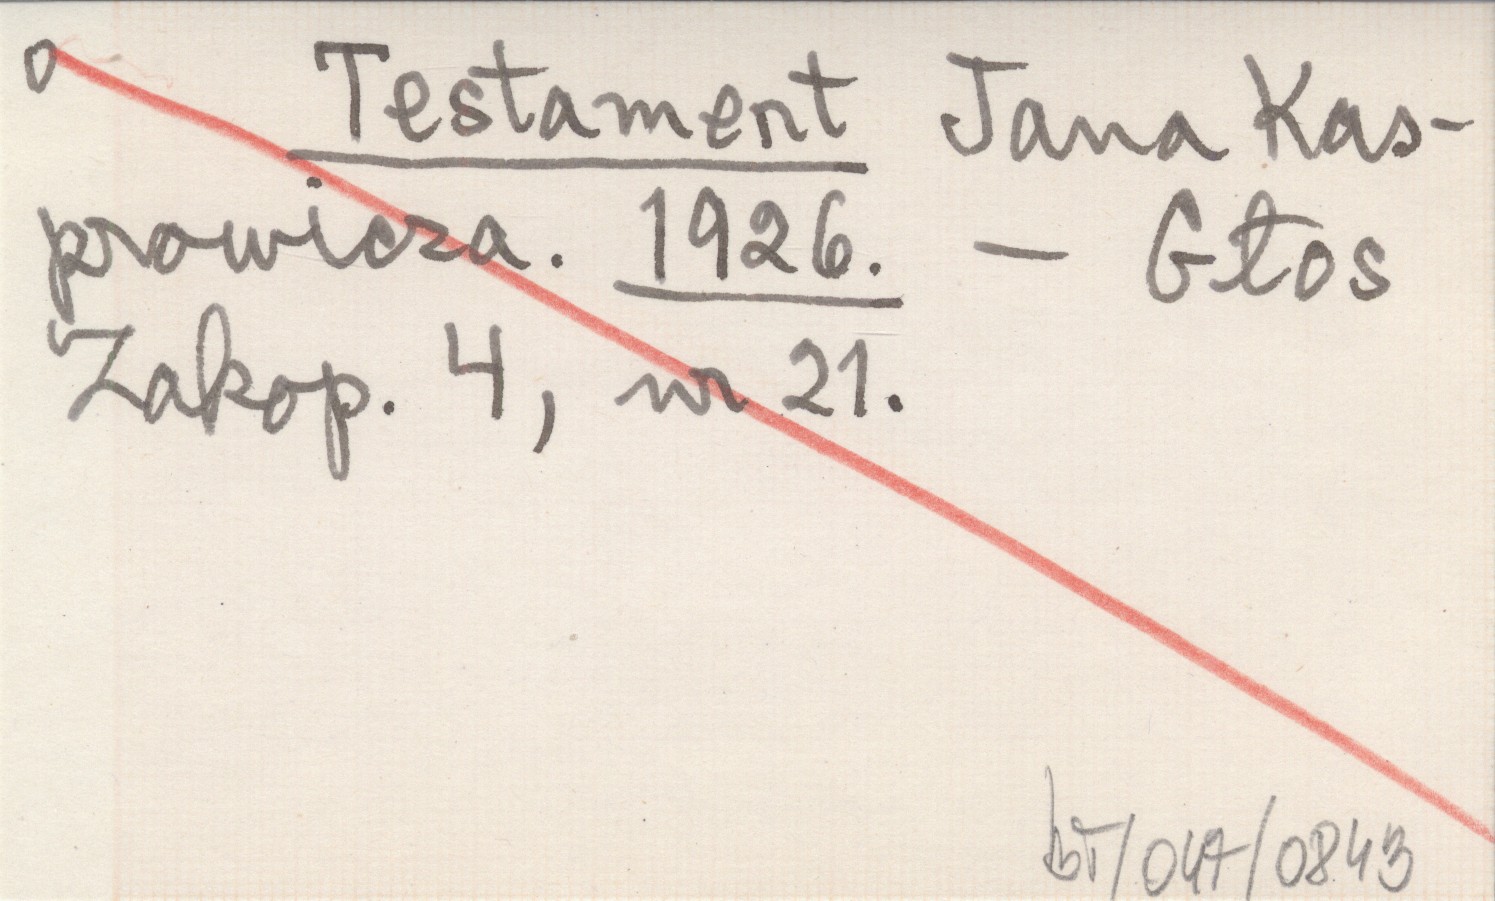 o Testament Jana Kas-
prowicza. 1926. — Głos
Zakop. 4, nr 21.
bT/047/0843